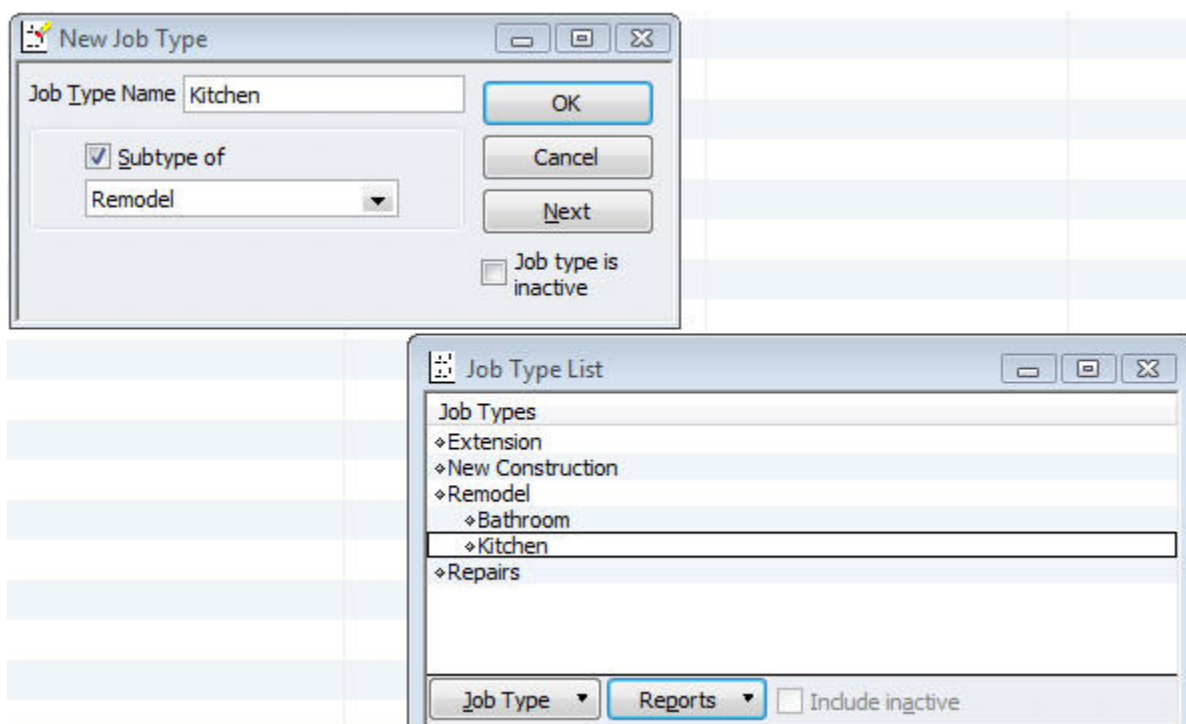 New Job Type
Job Type Name Kitchen
OK
Subtype of
Cancel
Remodel
Next
Job type is
inactive
Job Type List
Job Types
Extension
New Construction
Remodel
Bathroom
Kitchen
Repairs
Job Type Reports Include inactive